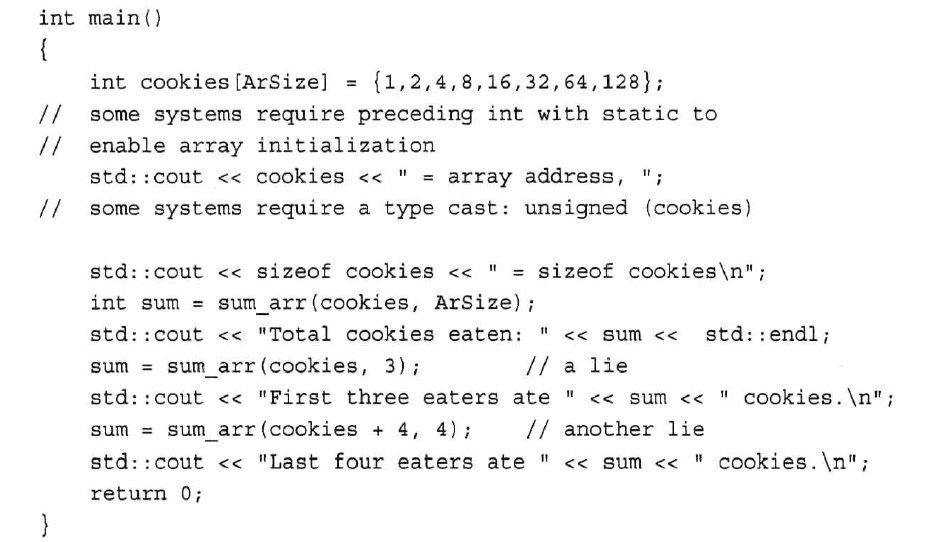 int main()
{
    int cookies[ArSize] = {1,2,4,8,16,32,64,128};
//  some systems require preceding int with static to
//  enable array initialization
    std::cout << cookies << " = array address, ";
//  some systems require a type cast: unsigned (cookies)

    std::cout << sizeof cookies << " = sizeof cookies\n";
    int sum = sum_arr(cookies, ArSize);
    std::cout << "Total cookies eaten: " << sum <<  std::endl;
    sum = sum_arr(cookies, 3);        // a lie
    std::cout << "First three eaters ate " << sum << " cookies.\n";
    sum = sum_arr(cookies + 4, 4);    // another lie
    std::cout << "Last four eaters ate " << sum << " cookies.\n";
    return 0;
}